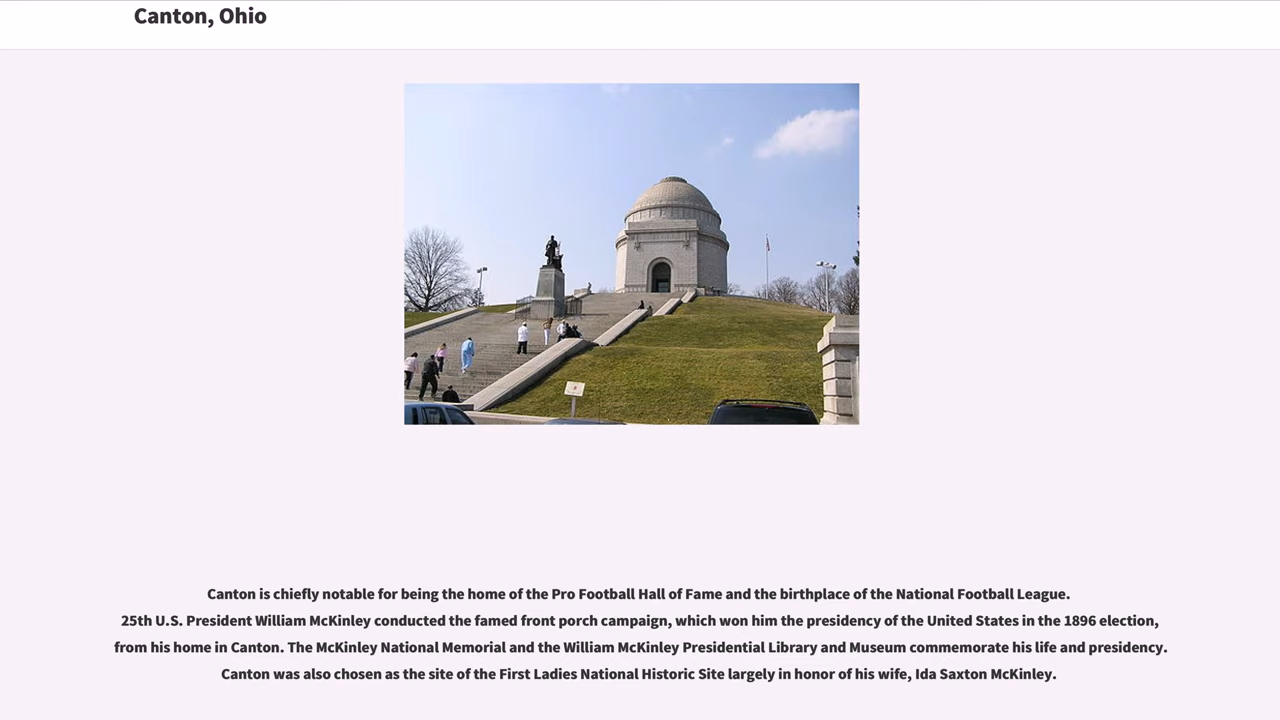 Canton, Ohio
Canton is chiefly notable for being the home of the Pro Football Hall of Fame and the birthplace of the National Football League.
25th U.S. President William McKinley conducted the famed front porch campaign, which won him the presidency of the United States in the 1896 election,
from his home in Canton. The McKinley National Memorial and the William McKinley Presidential Library and Museum commemorate his life and presidency.
Canton was also chosen as the site of the First Ladies National Historic Site largely in honor of his wife, Ida Saxton McKinley.